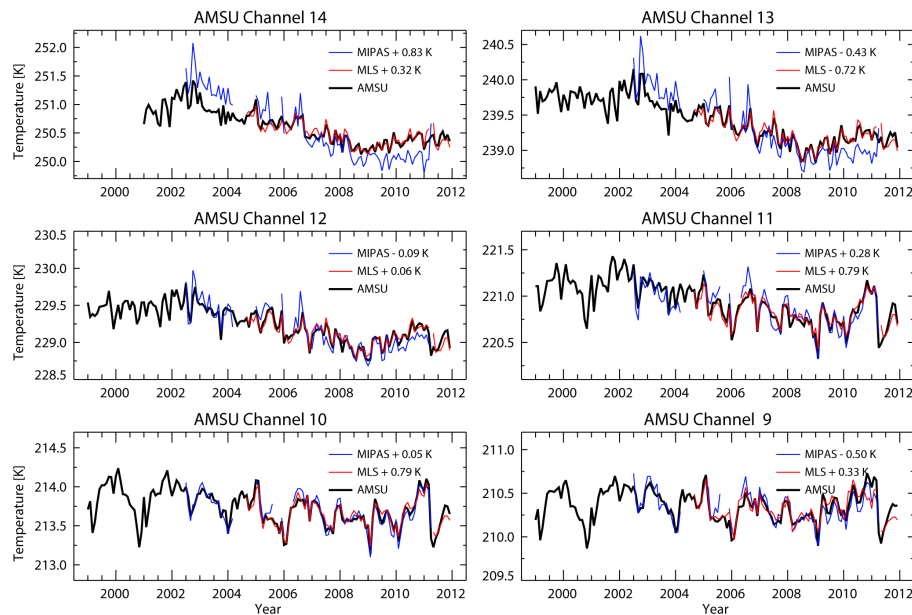 AMSU Channel 14
Temperature [K]
252.0
251.5
251.0
250.5
250.0
MIPAS + 0.83 K
MLS + 0.32 K
AMSU
2000 2002 2004 2006 2008 2010 2012
AMSU Channel 13
240.5
240.0
239.5
239.0
MIPAS - 0.43 K
MLS - 0.72 K
AMSU
2000 2002 2004 2006 2008 2010 2012
AMSU Channel 12
Temperature [K]
230.5
230.0
229.5
229.0
228.5
MIPAS - 0.09 K
MLS + 0.06 K
AMSU
2000 2002 2004 2006 2008 2010 2012
AMSU Channel 11
221.5
221.0
220.5
MIPAS + 0.28 K
MLS + 0.79 K
AMSU
2000 2002 2004 2006 2008 2010 2012
AMSU Channel 10
Temperature [K]
214.5
214.0
213.5
213.0
MIPAS + 0.05 K
MLS + 0.79 K
AMSU
2000 2002 2004 2006 2008 2010 2012
Year
AMSU Channel 9
211.0
210.5
210.0
209.5
MIPAS - 0.50 K
MLS + 0.33 K
AMSU
2000 2002 2004 2006 2008 2010 2012
Year